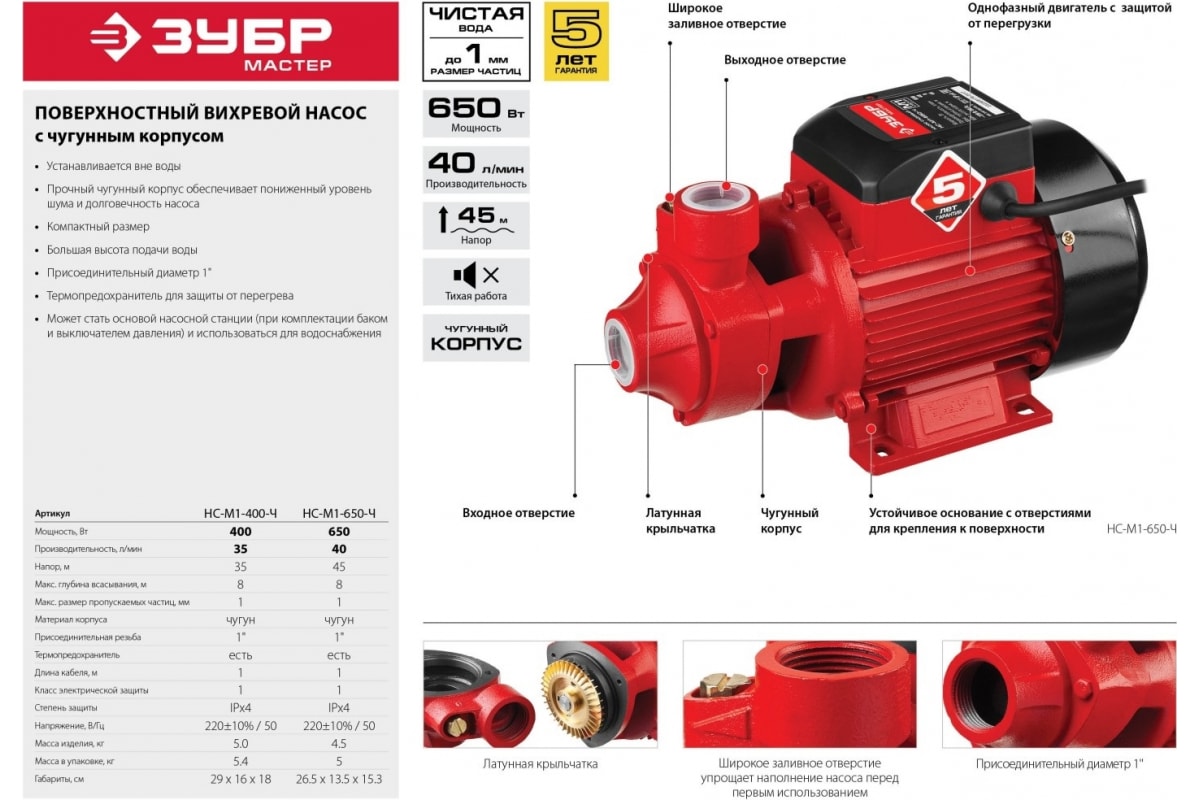 ЗУБР
МАСТЕР
ПОВЕРХНОСТНЫЙ ВИХРЕВОЙ НАСОС
с чугунным корпусом
• Устанавливается вне воды
• Прочный чугунный корпус обеспечивает пониженный уровень
шума и долговечность насоса
• Компактный размер
• Большая высота подачи воды
• Присоединительный диаметр 1"
• Термопредохранитель для защиты от перегрева
• Может стать основой насосной станции (при комплектации баком
и выключателем давления) и использоваться для водоснабжения
Артикул НС-М1-400-Ч НС-М1-650-Ч
Мощность, Вт 400 650
Производительность, л/мин 35 40
Напор, м 35 45
Макс. глубина всасывания, м 8 8
Макс. размер пропускаемых частиц, мм 1 1
Материал корпуса чугун чугун
Присоединительная резьба 1" 1"
Термопредохранитель есть есть
Длина кабеля, м 1 1
Класс электрической защиты 1 1
Степень защиты IPx4 IPx4
Напряжение, В/Гц 220±10% / 50 220±10% / 50
Масса изделия, кг 5.0 4.5
Масса в упаковке, кг 5.4 5
Габариты, см 29 x 16 x 18 26.5 x 13.5 x 15.3
ЧИСТАЯ
ВОДА
до 1 мм
РАЗМЕР ЧАСТИЦ
5
лет
ГАРАНТИЯ
650 Вт
Мощность
40 л/мин
Производительность
45 м
Напор
Тихая работа
ЧУГУННЫЙ
КОРПУС
Широкое
заливное отверстие
Выходное отверстие
Однофазный двигатель с защитой
от перегрузки
ЗУБР
5
лет
ГАРАНТИЯ
Входное отверстие
Латунная
крыльчатка
Чугунный
корпус
Устойчивое основание с отверстиями
для крепления к поверхности
НС-М1-650-Ч
Латунная крыльчатка
Широкое заливное отверстие
упрощает наполнение насоса перед
первым использованием
Присоединительный диаметр 1"